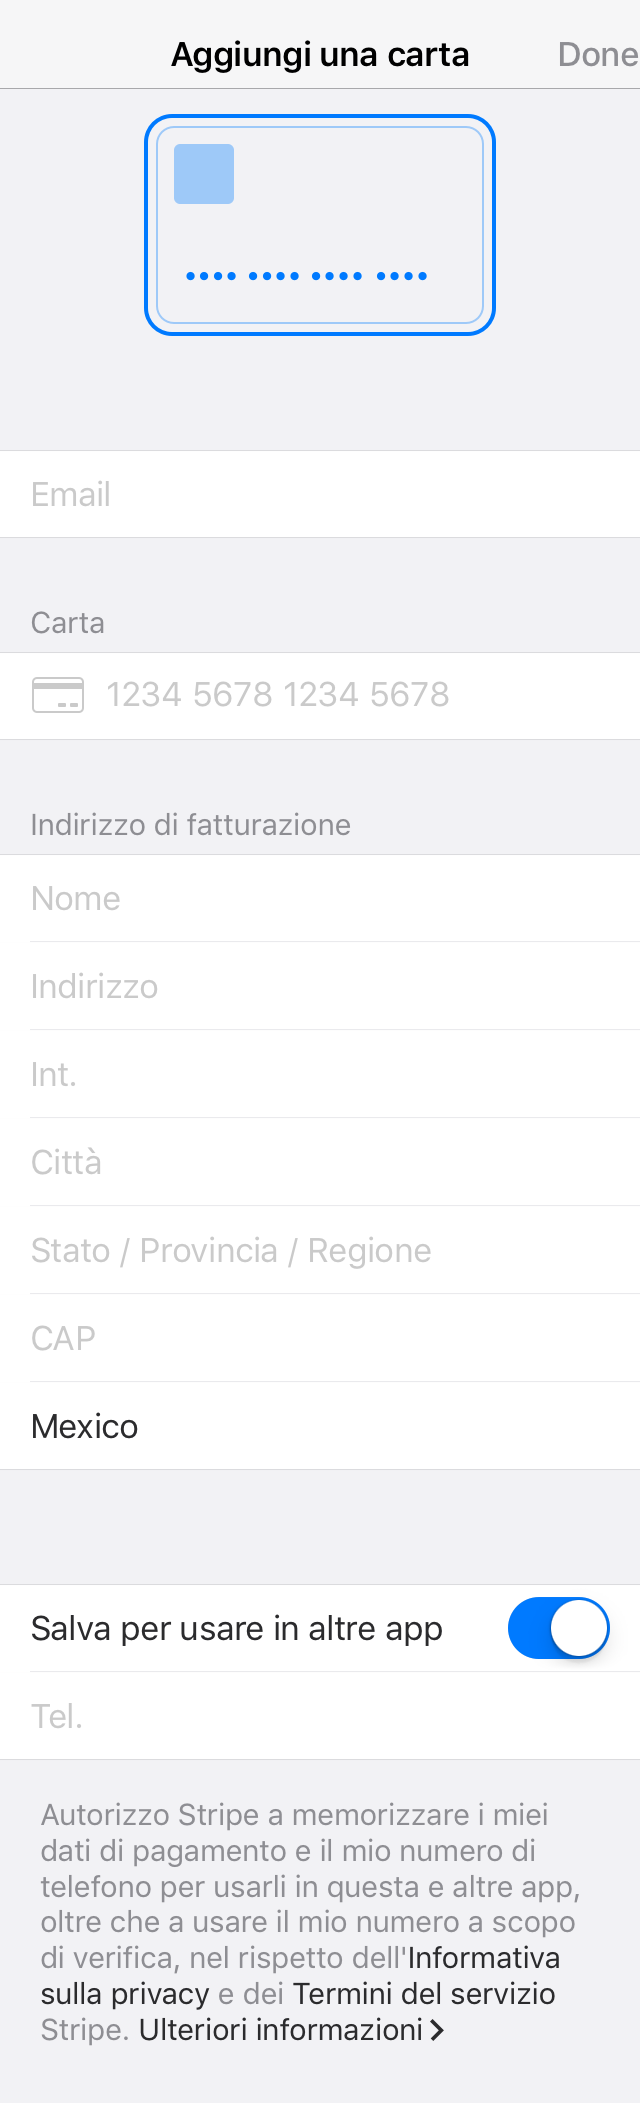 Aggiungi una carta
Done
•••• •••• •••• ••••
Email
Carta
1234 5678 1234 5678
Indirizzo di fatturazione
Nome
Indirizzo
Int.
Città
Stato / Provincia / Regione
CAP
Mexico
Salva per usare in altre app
Tel.
Autorizzo Stripe a memorizzare i miei
dati di pagamento e il mio numero di
telefono per usarli in questa e altre app,
oltre che a usare il mio numero a scopo
di verifica, nel rispetto dell'Informativa
sulla privacy e dei Termini del servizio
Stripe. Ulteriori informazioni